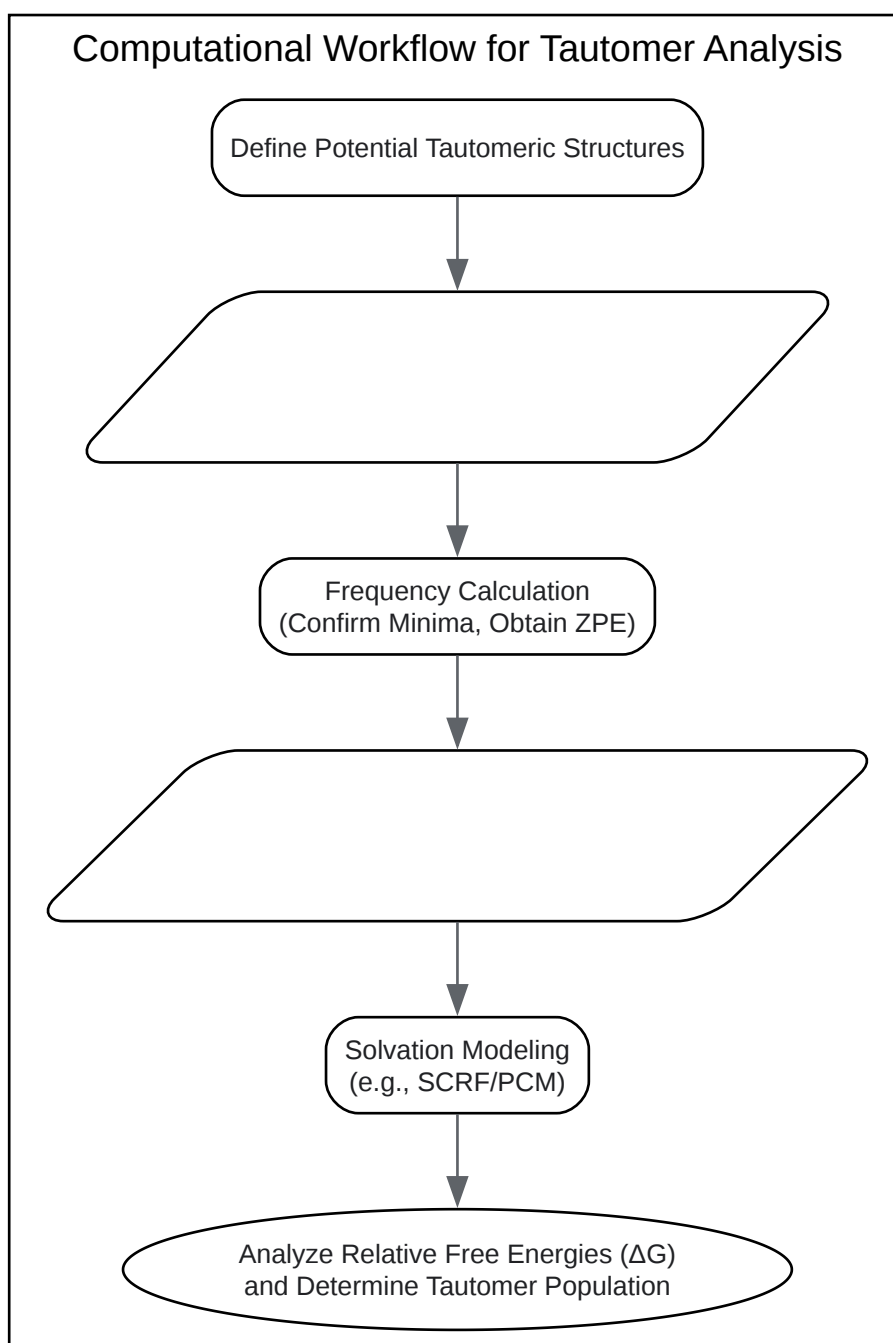 Computational Workflow for Tautomer Analysis
Define Potential Tautomeric Structures
Frequency Calculation
(Confirm Minima, Obtain ZPE)
Solvation Modeling
(e.g., SCRF/PCM)
Analyze Relative Free Energies (ΔG)
and Determine Tautomer Population